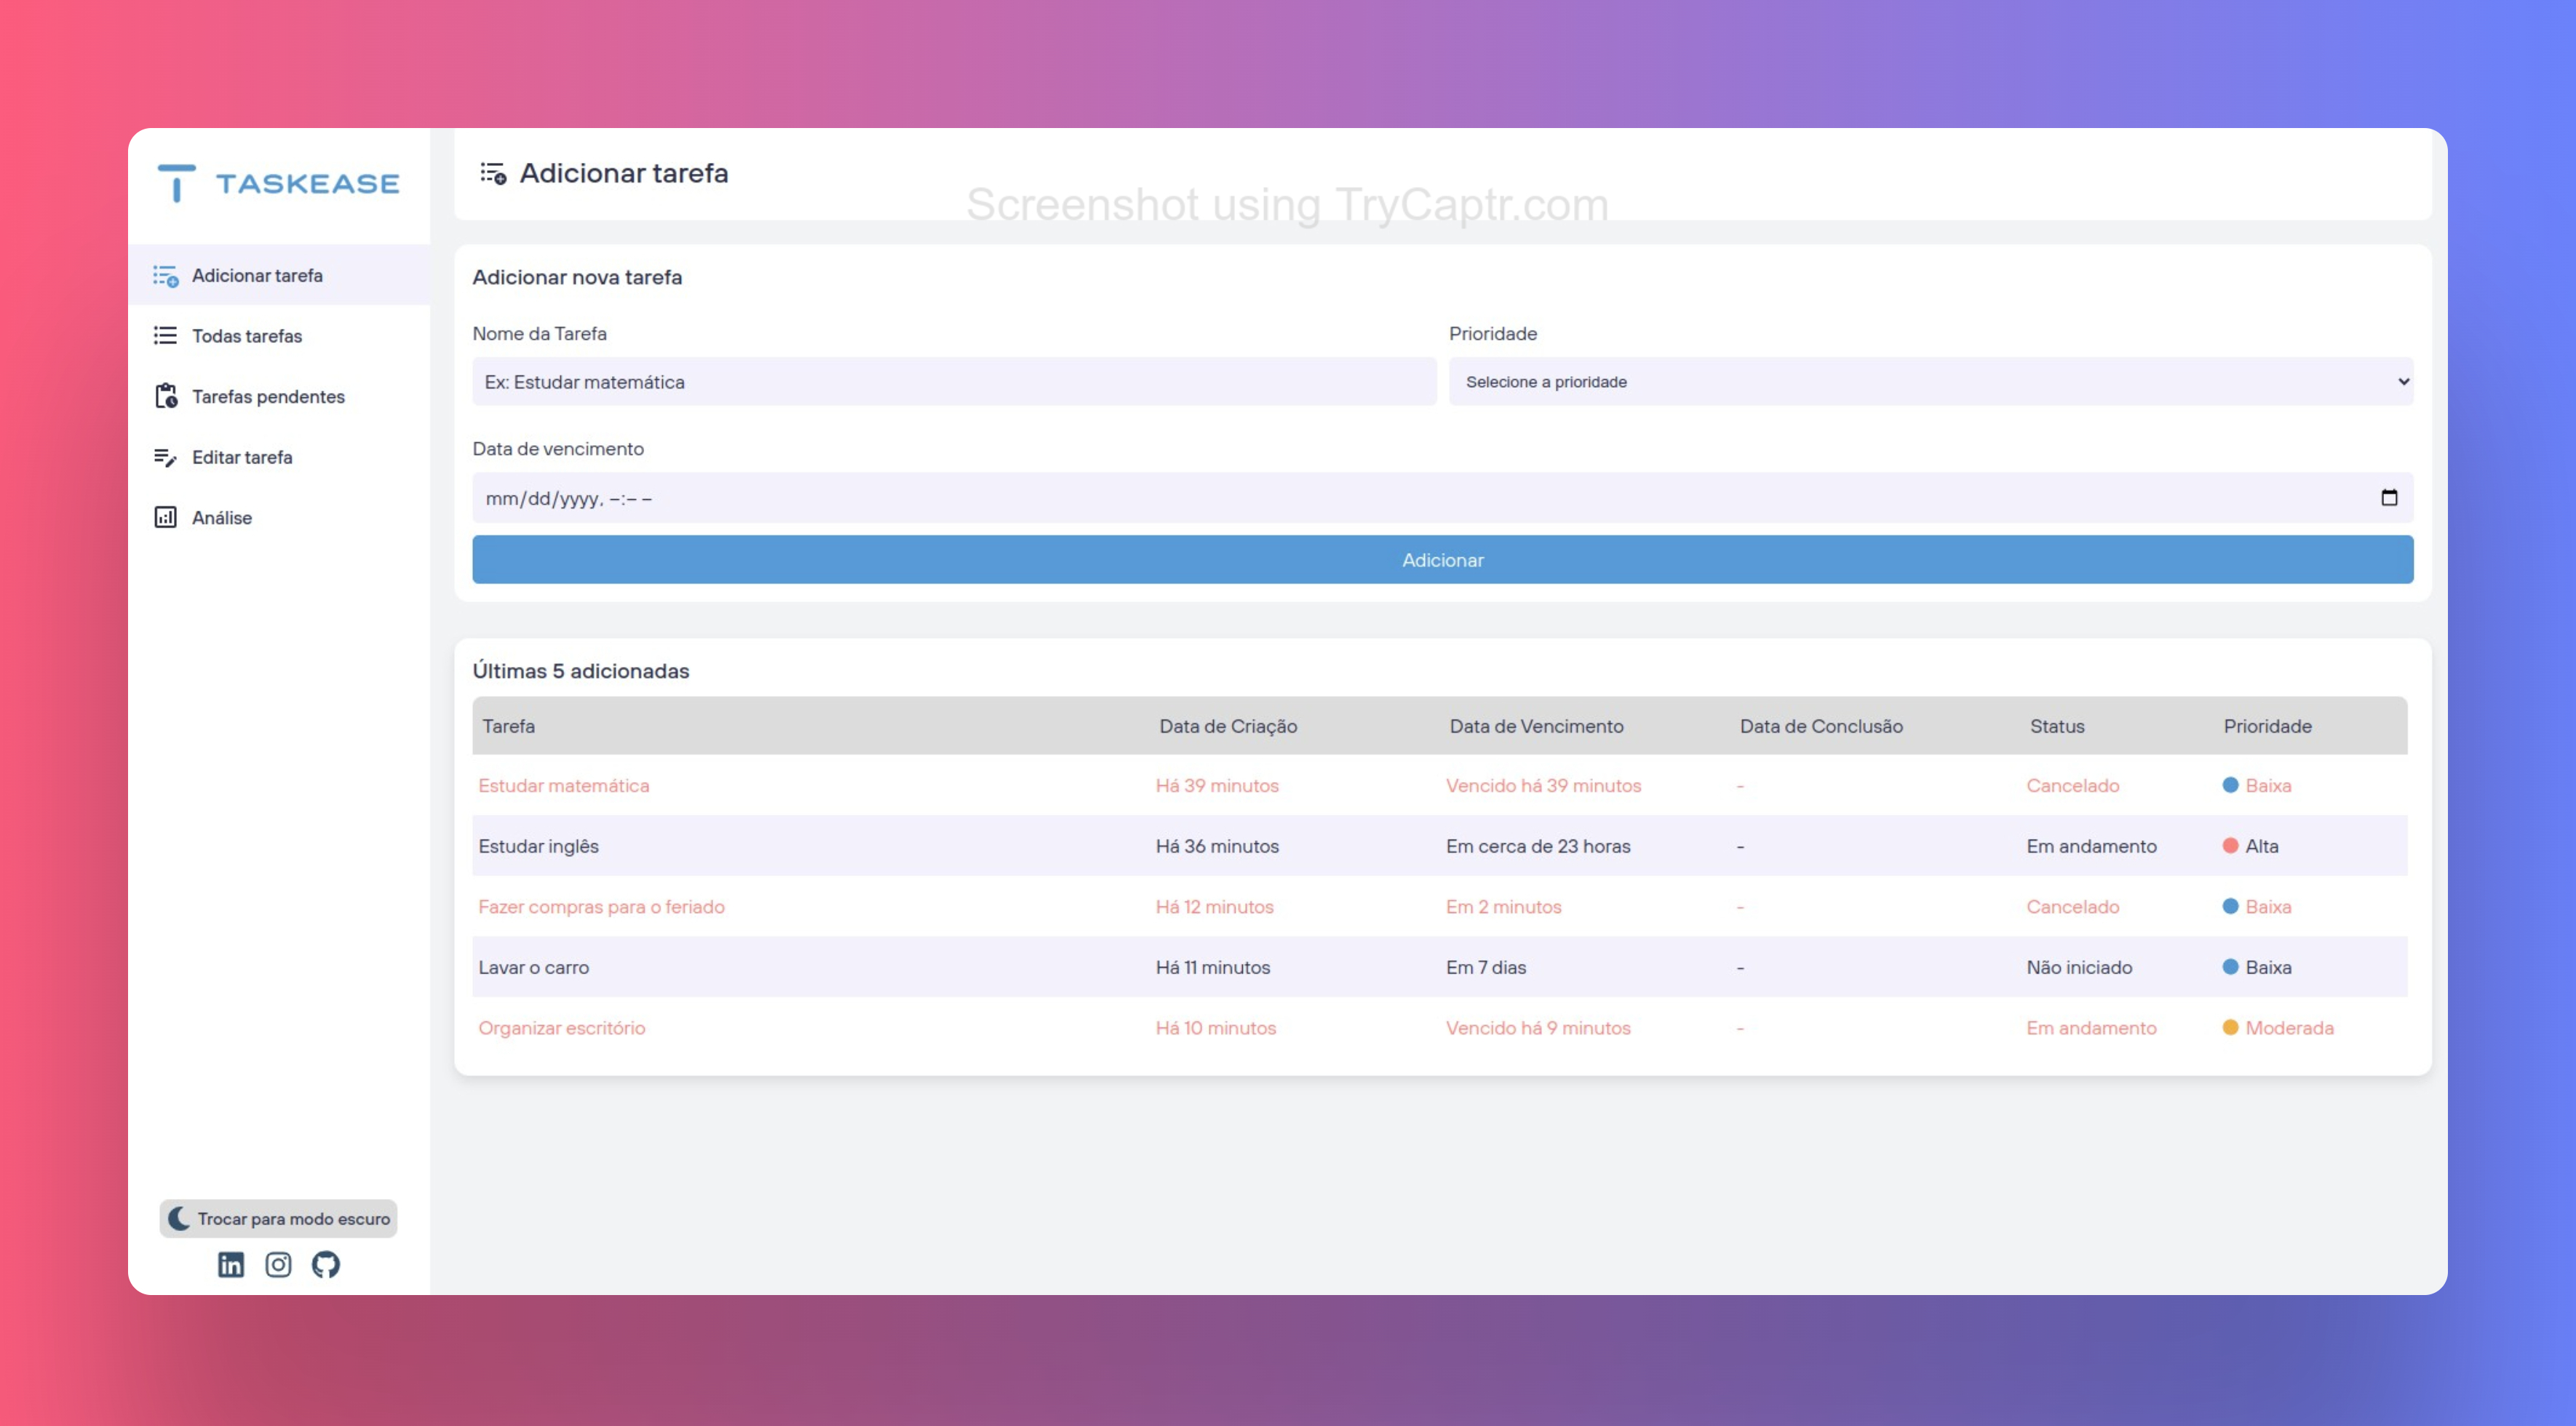 TASKEASE
Adicionar tarefa
Screenshot using TryCaptr.com
Adicionar tarefa
Todas tarefas
Tarefas pendentes
Editar tarefa
Análise
Adicionar nova tarefa
Nome da Tarefa Prioridade
Ex: Estudar matemática Selecione a prioridade
Data de vencimento
mm/dd/yyyy, –:– –
Adicionar
Últimas 5 adicionadas
Tarefa Data de Criação Data de Vencimento Data de Conclusão Status Prioridade
Estudar matemática Há 39 minutos Vencido há 39 minutos - Cancelado Baixa
Estudar inglês Há 36 minutos Em cerca de 23 horas - Em andamento Alta
Fazer compras para o feriado Há 12 minutos Em 2 minutos - Cancelado Baixa
Lavar o carro Há 11 minutos Em 7 dias - Não iniciado Baixa
Organizar escritório Há 10 minutos Vencido há 9 minutos - Em andamento Moderada
Trocar para modo escuro